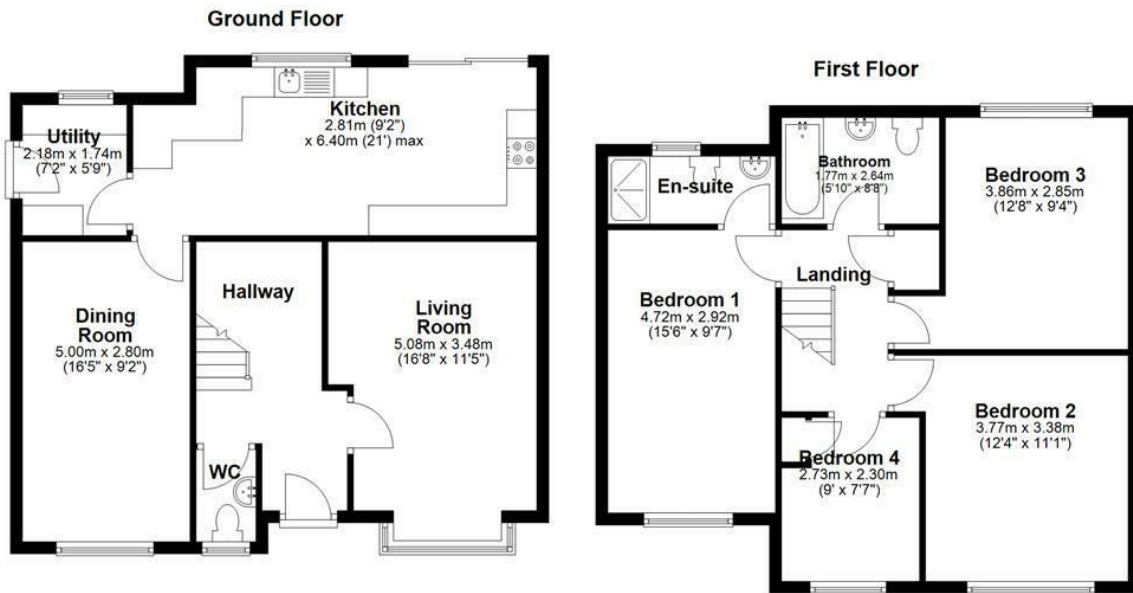 Ground Floor
Kitchen
2.81m (9'2")
x 6.40m (21') max
Utility
2.18m x 1.74m
(7'2" x 5'9")
Hallway
Dining
Room
5.00m x 2.80m
(16'5" x 9'2")
Living
Room
5.08m x 3.48m
(16'8" x 11'5")
WC
First Floor
En-suite
Bathroom
1.77m x 2.64m
(5'10" x 8'8")
Bedroom 3
3.86m x 2.85m
(12'8" x 9'4")
Landing
Bedroom 1
4.72m x 2.92m
(15'6" x 9'7")
Bedroom 2
3.77m x 3.38m
(12'4" x 11'1")
Bedroom 4
2.73m x 2.30m
(9' x 7'7")